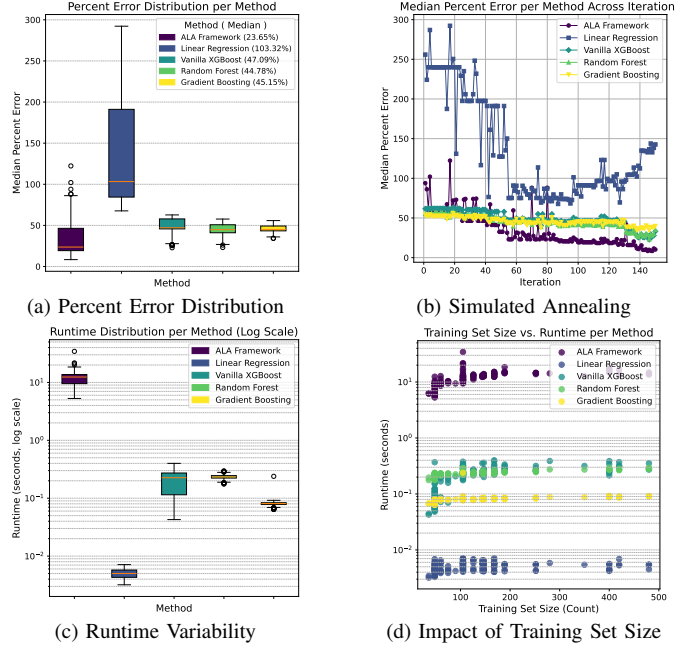 Percent Error Distribution per Method
Method ( Median )
ALA Framework (23.65%)
Linear Regression (103.32%)
Vanilla XGBoost (47.09%)
Random Forest (44.78%)
Gradient Boosting (45.15%)
300
250
200
150
100
50
0
Median Percent Error
Method
(a) Percent Error Distribution
Median Percent Error per Method Across Iteration
ALA Framework
Linear Regression
Vanilla XGBoost
Random Forest
Gradient Boosting
300
250
200
150
100
50
0
Median Percent Error
0 20 40 60 80 100 120 140
Iteration
(b) Simulated Annealing
Runtime Distribution per Method (Log Scale)
ALA Framework
Linear Regression
Vanilla XGBoost
Random Forest
Gradient Boosting
10^1
10^0
10^-1
10^-2
Runtime (seconds, log scale)
Method
(c) Runtime Variability
Training Set Size vs. Runtime per Method
ALA Framework
Linear Regression
Vanilla XGBoost
Random Forest
Gradient Boosting
10^1
10^0
10^-1
10^-2
Runtime (seconds)
100 200 300 400 500
Training Set Size (Count)
(d) Impact of Training Set Size